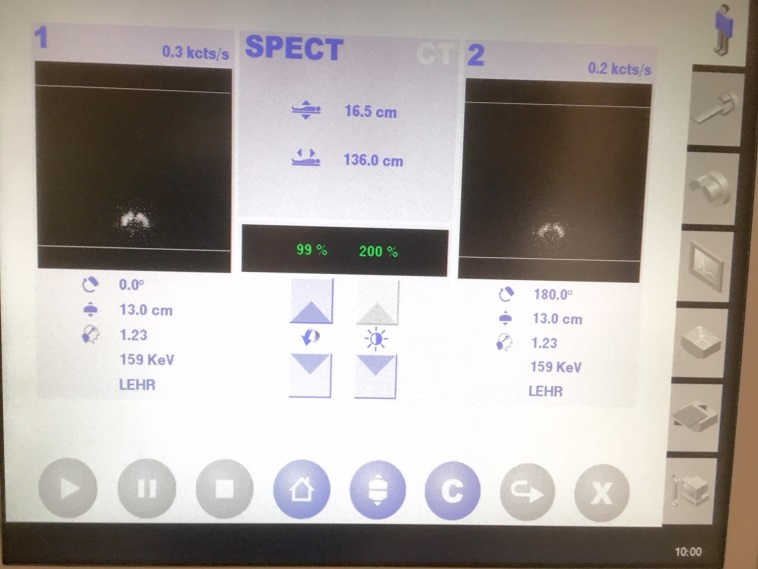 1
0.3 kcts/s
SPECT
CT
2
0.2 kcts/s
16.5 cm
136.0 cm
99 %
200 %
0.0°
13.0 cm
1.23
159 KeV
LEHR
180.0°
13.0 cm
1.23
159 KeV
LEHR
C
X
10:00